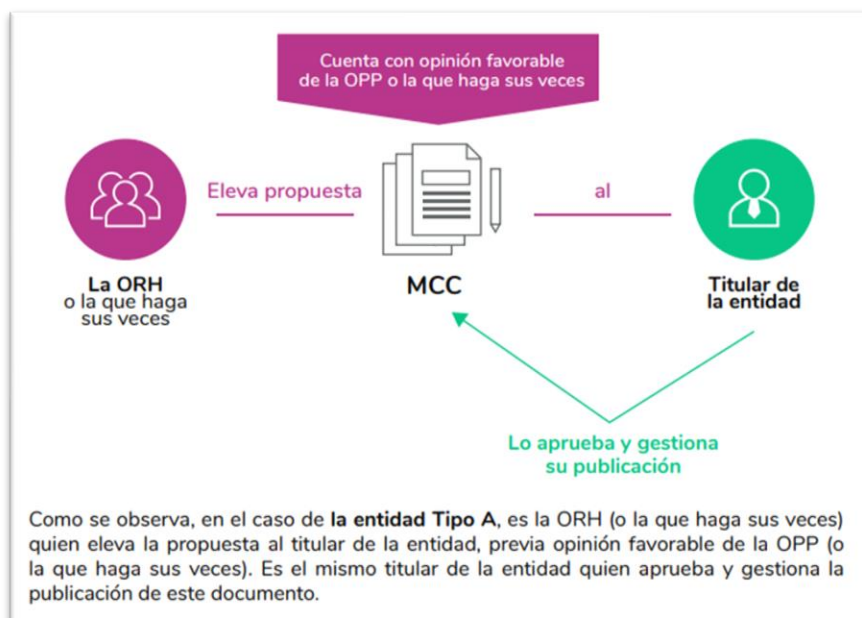 Cuenta con opinión favorable
de la OPP o la que haga sus veces
Eleva propuesta
al
La ORH
o la que haga
sus veces
MCC
Titular de
la entidad
Lo aprueba y gestiona
su publicación
Como se observa, en el caso de la entidad Tipo A, es la ORH (o la que haga sus veces)
quien eleva la propuesta al titular de la entidad, previa opinión favorable de la OPP (o
la que haga sus veces). Es el mismo titular de la entidad quien aprueba y gestiona la
publicación de este documento.